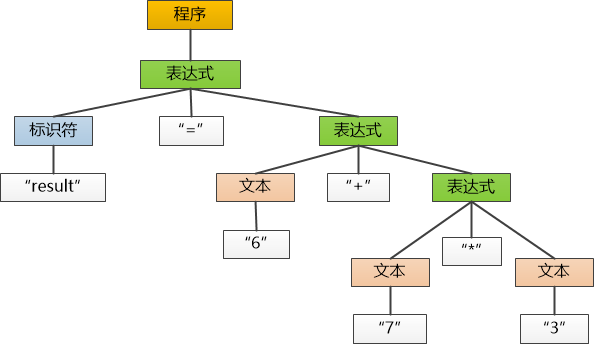 程序
表达式
标识符
"="
表达式
"result"
文本
"+"
表达式
"6"
"*"
文本
文本
"7"
"3"